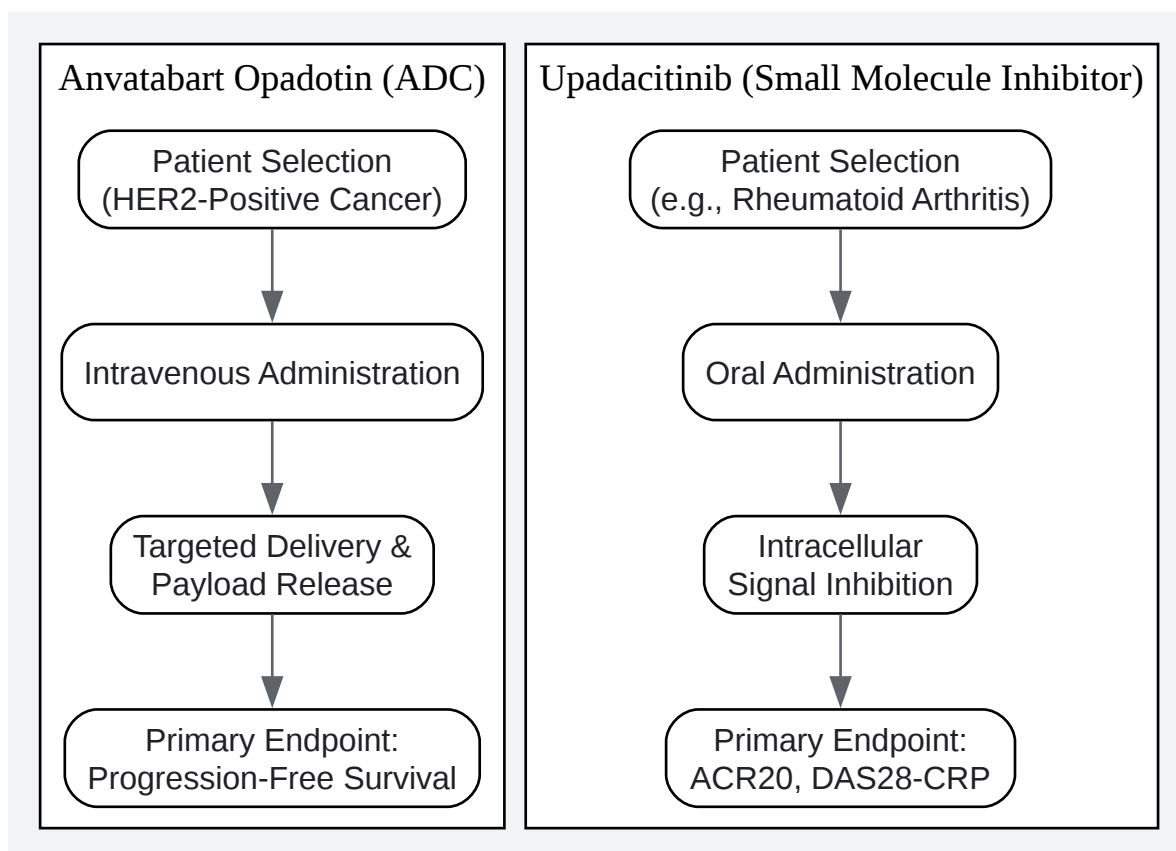 Anvatabart Opadotin (ADC)
Patient Selection
(HER2-Positive Cancer)
Intravenous Administration
Targeted Delivery &
Payload Release
Primary Endpoint:
Progression-Free Survival
Upadacitinib (Small Molecule Inhibitor)
Patient Selection
(e.g., Rheumatoid Arthritis)
Oral Administration
Intracellular
Signal Inhibition
Primary Endpoint:
ACR20, DAS28-CRP